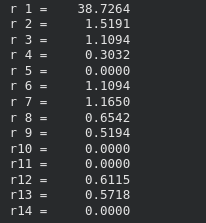 r 1 =    38.7264
r 2 =     1.5191
r 3 =     1.1094
r 4 =     0.3032
r 5 =     0.0000
r 6 =     1.1094
r 7 =     1.1650
r 8 =     0.6542
r 9 =     0.5194
r10 =     0.0000
r11 =     0.0000
r12 =     0.6115
r13 =     0.5718
r14 =     0.0000